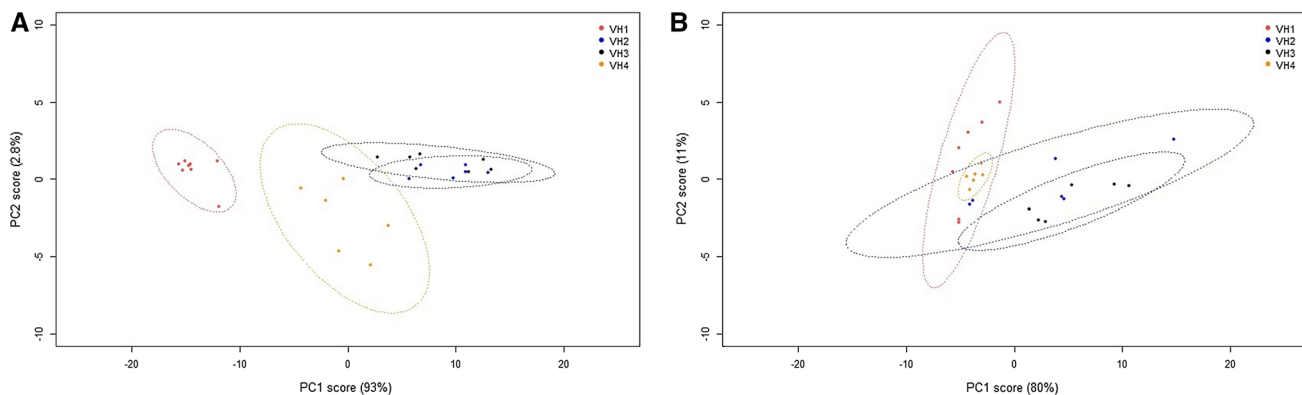 A
10
5
0
-5
-10
PC2 score (2.8%)
-20
-10
0
10
20
PC1 score (93%)
VH1
VH2
VH3
VH4
B
10
5
0
-5
-10
PC2 score (11%)
-20
-10
0
10
20
PC1 score (80%)
VH1
VH2
VH3
VH4